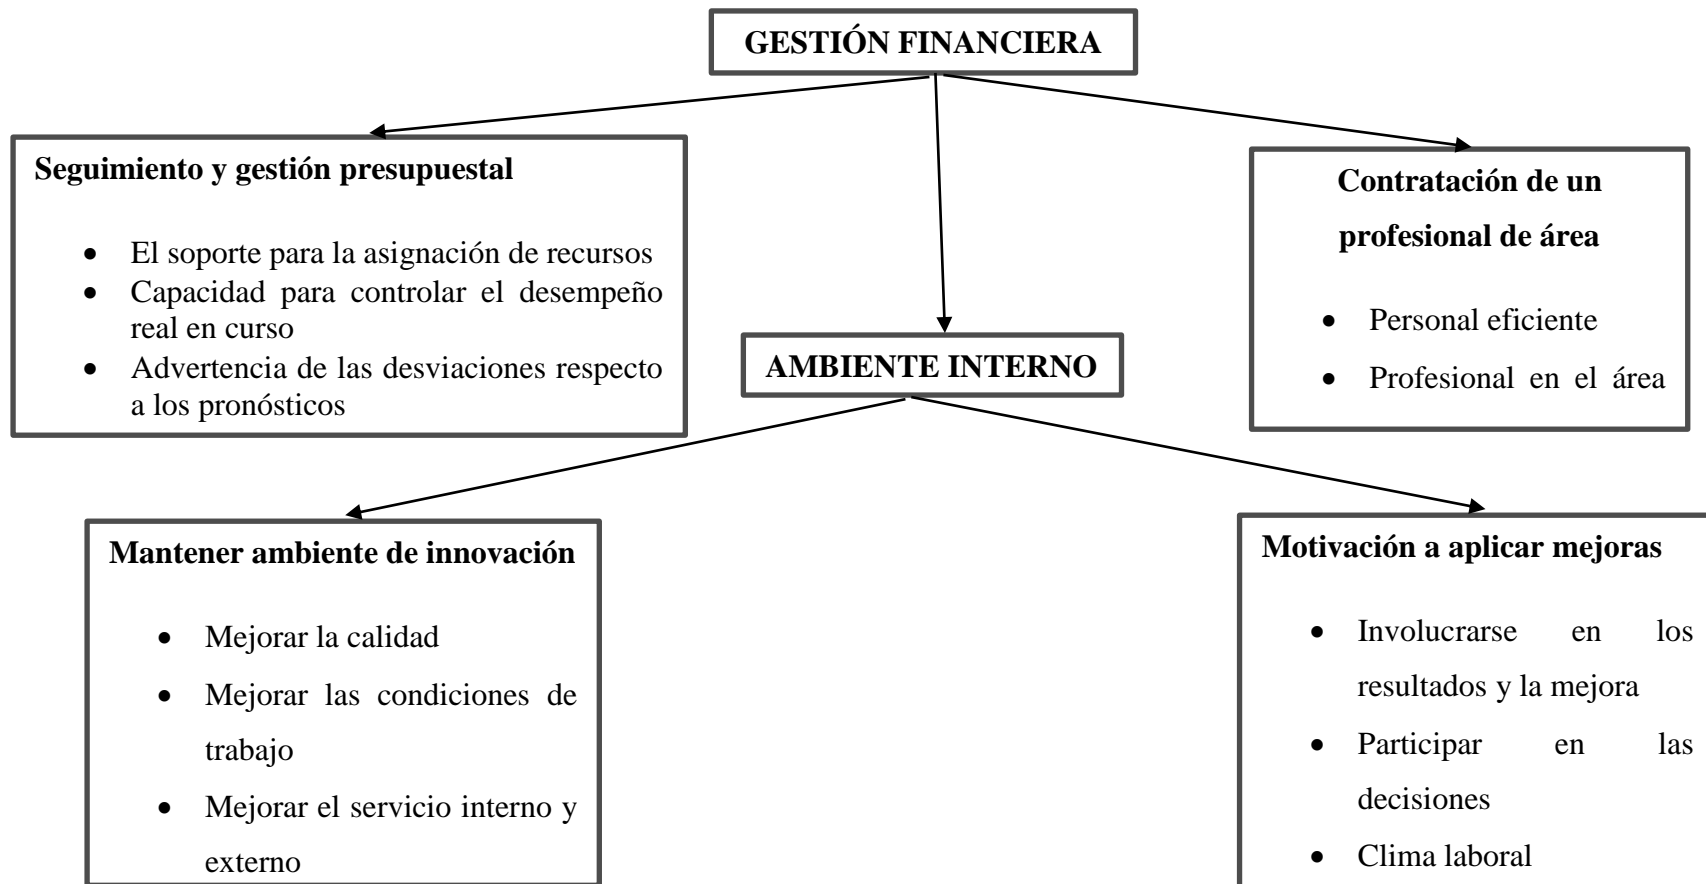 GESTIÓN FINANCIERA
Seguimiento y gestión presupuestal
• El soporte para la asignación de recursos
• Capacidad para controlar el desempeño
real en curso
• Advertencia de las desviaciones respecto
a los pronósticos
Contratación de un
profesional de área
• Personal eficiente
• Profesional en el área
AMBIENTE INTERNO
Mantener ambiente de innovación
• Mejorar la calidad
• Mejorar las condiciones de
trabajo
• Mejorar el servicio interno y
externo
Motivación a aplicar mejoras
• Involucrarse en los
resultados y la mejora
• Participar en las
decisiones
• Clima laboral